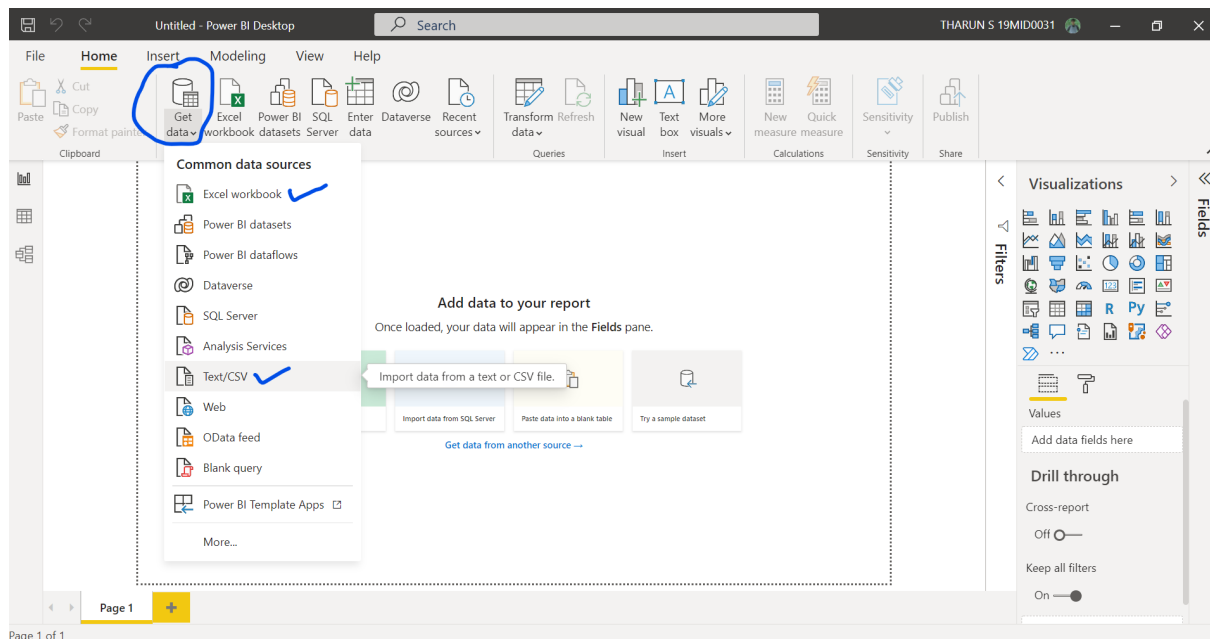 Untitled - Power BI Desktop
Search
THARUN S 19MID0031
File Home Insert Modeling View Help
Paste
Cut
Copy
Format painte
Clipboard
Get data
Excel workbook
Power BI datasets
SQL Server
Enter data
Dataverse
Recent sources
Transform data
Refresh
Queries
New visual
Text box
More visuals
Insert
New measure
Quick measure
Calculations
Sensitivity
Sensitivity
Publish
Share
Common data sources
Excel workbook
Power BI datasets
Power BI dataflows
Dataverse
SQL Server
Analysis Services
Text/CSV
Web
OData feed
Blank query
Power BI Template Apps
More...
Import data from a text or CSV file.
Add data to your report
Once loaded, your data will appear in the Fields pane.
Import data from SQL Server
Paste data into a blank table
Try a sample dataset
Get data from another source →
Filters
Visualizations
Fields
123
R Py
...
Values
Add data fields here
Drill through
Cross-report
Off
Keep all filters
On
Page 1
+
Page 1 of 1